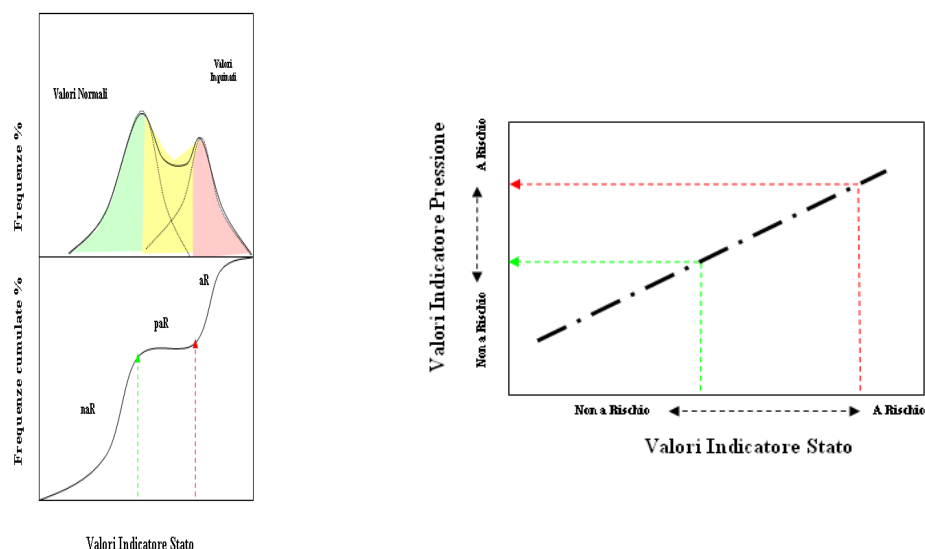 Frequenze %
Valori Normali
Valori
Inquinati
Frequenze cumulate %
aR
paR
naR
Valori Indicatore Stato
Valori Indicatore Pressione
A Rischio
Non a Rischio
Non a Rischio
A Rischio
Valori Indicatore Stato